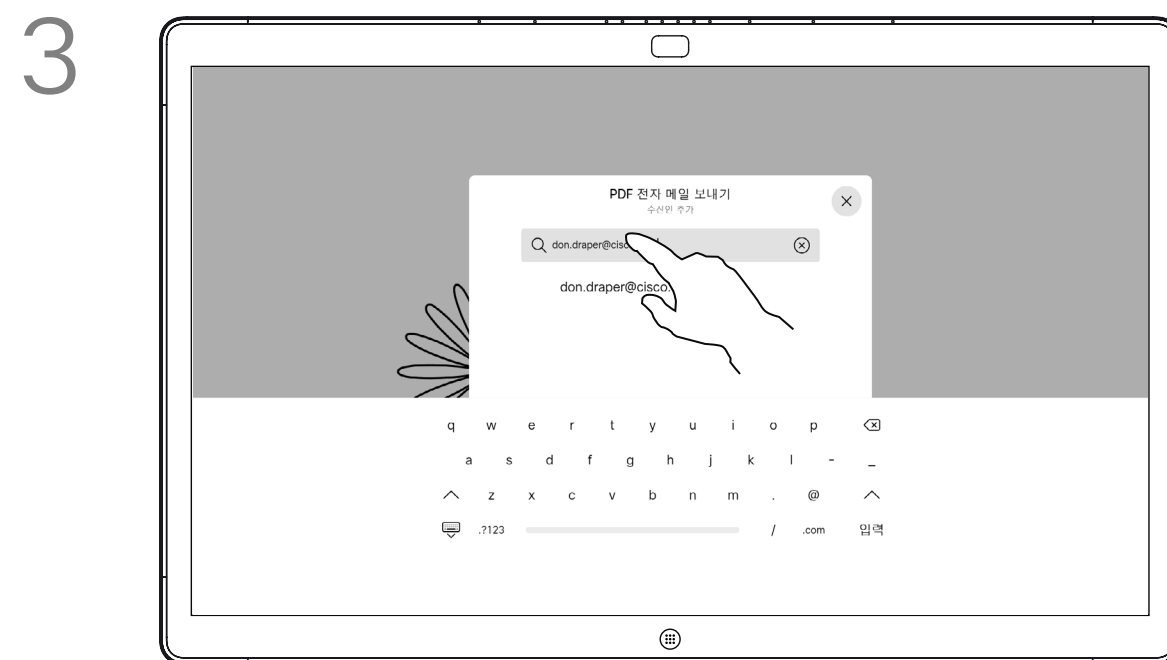 3
PDF 전자 메일 보내기
수신인 추가
don.draper@cisc
don.draper@cisco.
q w e r t y u i o p
a s d f g h j k l - _
z x c v b n m . @
.?123 / .com 입력